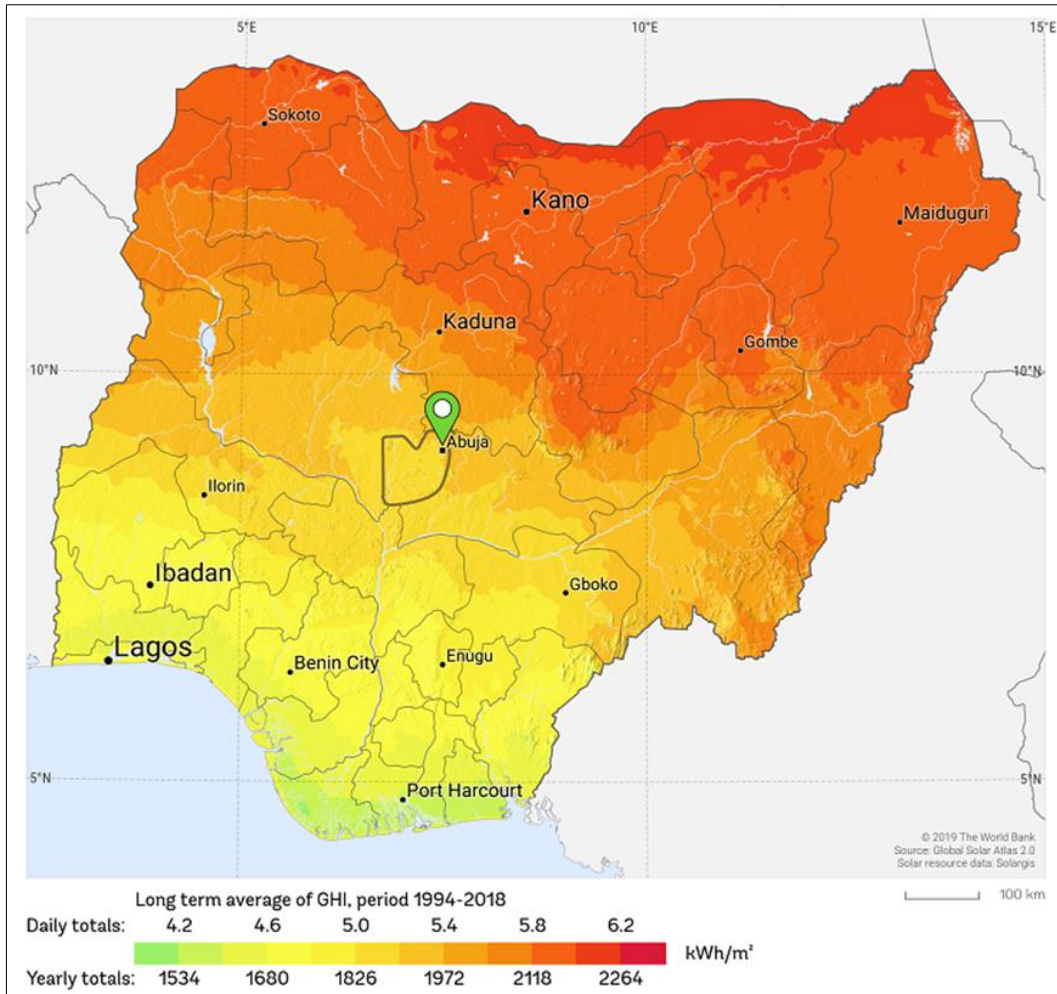 5°E 10°E 15°E
Sokoto
Kano
Maiduguri
Kaduna
Gombe
10°N 10°N
Abuja
Ilorin
Ibadan
Gboko
Lagos
Benin City
Enugu
5°N 5°N
Port Harcourt
© 2019 The World Bank
Source: Global Solar Atlas 2.0
Solar resource data: Solargis
100 km
Long term average of GHI, period 1994-2018
Daily totals: 4.2 4.6 5.0 5.4 5.8 6.2
kWh/m²
Yearly totals: 1534 1680 1826 1972 2118 2264